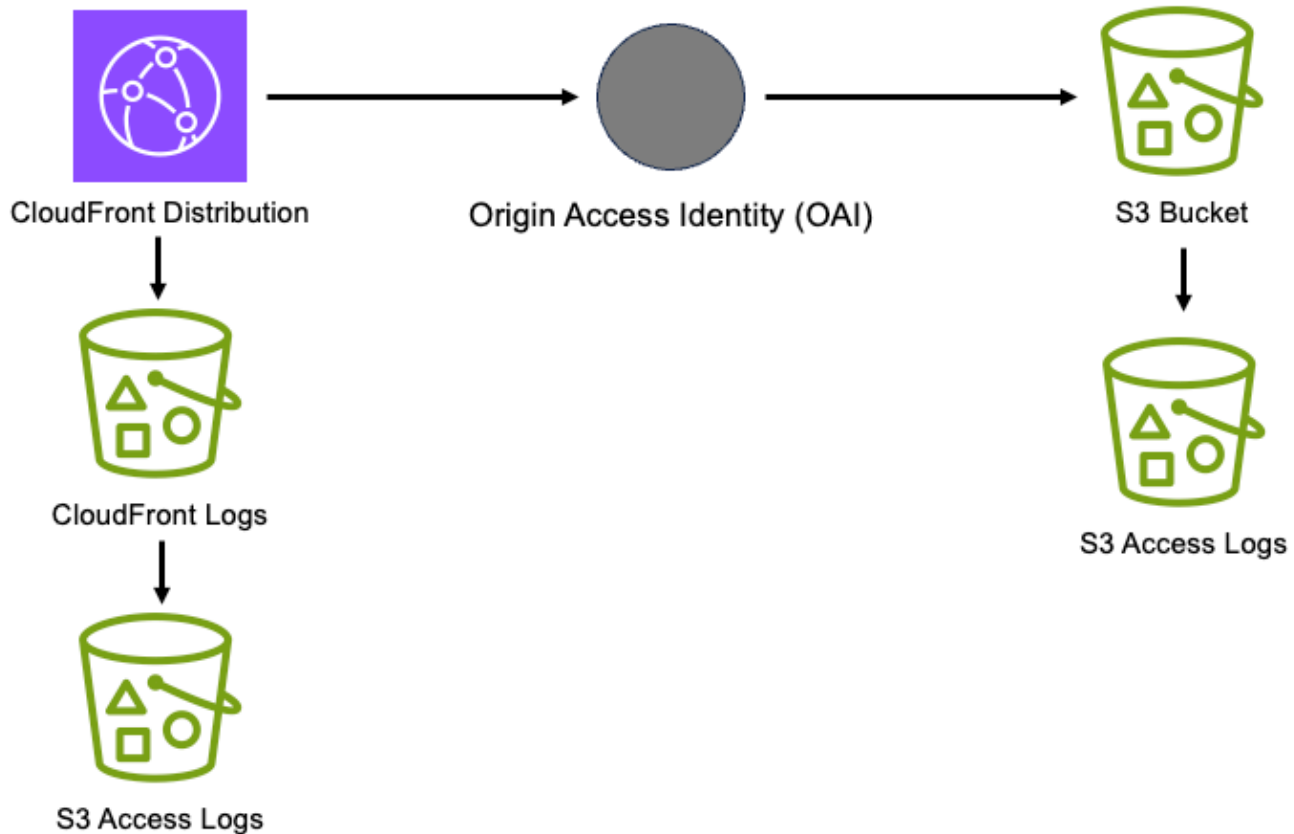 CloudFront Distribution
Origin Access Identity (OAI)
S3 Bucket
CloudFront Logs
S3 Access Logs
S3 Access Logs